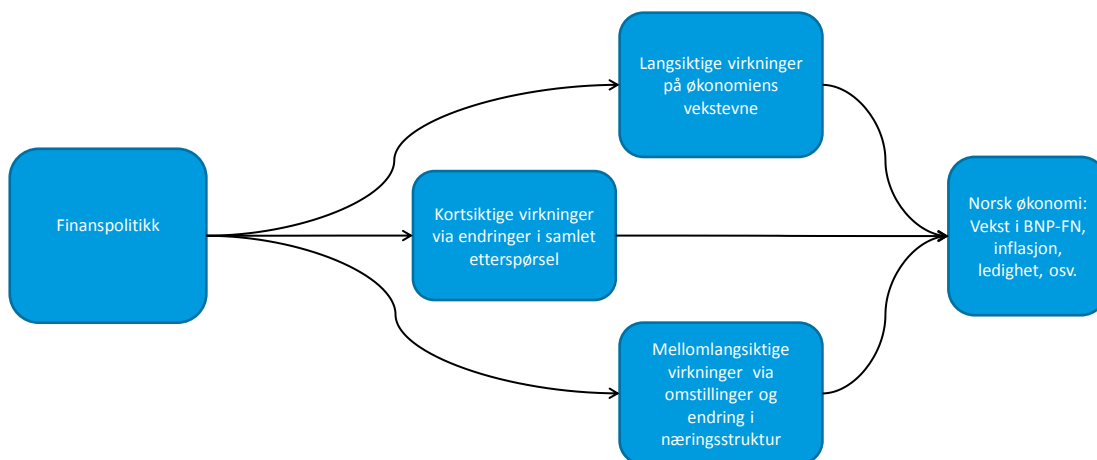 Langsiktige virkninger
på økonomiens
vekstevne
Finanspolitikk
Kortsiktige virkninger
via endringer i samlet
etterspørsel
Norsk økonomi:
Vekst i BNP-FN,
inflasjon,
ledighet, osv.
Mellomlangsiktige
virkninger via
omstillinger og
endring i
næringsstruktur